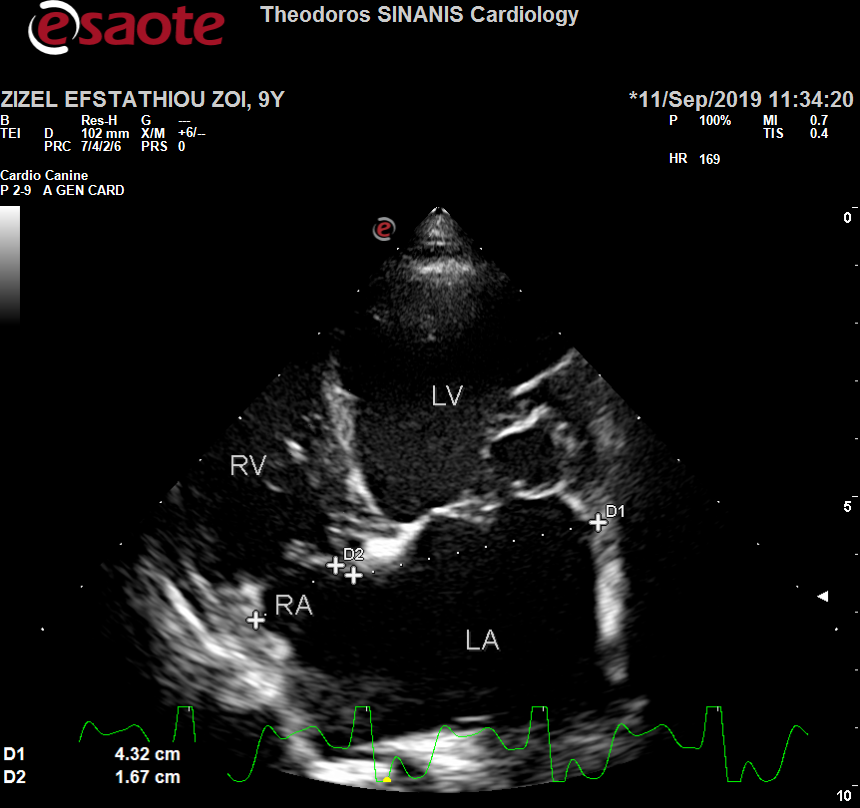 esaote
Theodoros SINANIS Cardiology
ZIZEL EFSTATHIOU ZOI, 9Y
*11/Sep/2019 11:34:20
B Res-H G ---
TEI D 102 mm X/M +6/--
PRC 7/4/2/6 PRS 0
P 100% MI 0.7
TIS 0.4
HR 169
Cardio Canine
P 2-9 A GEN CARD
e
0
LV
RV
5
D1
D2
RA
LA
D1 4.32 cm
D2 1.67 cm
10